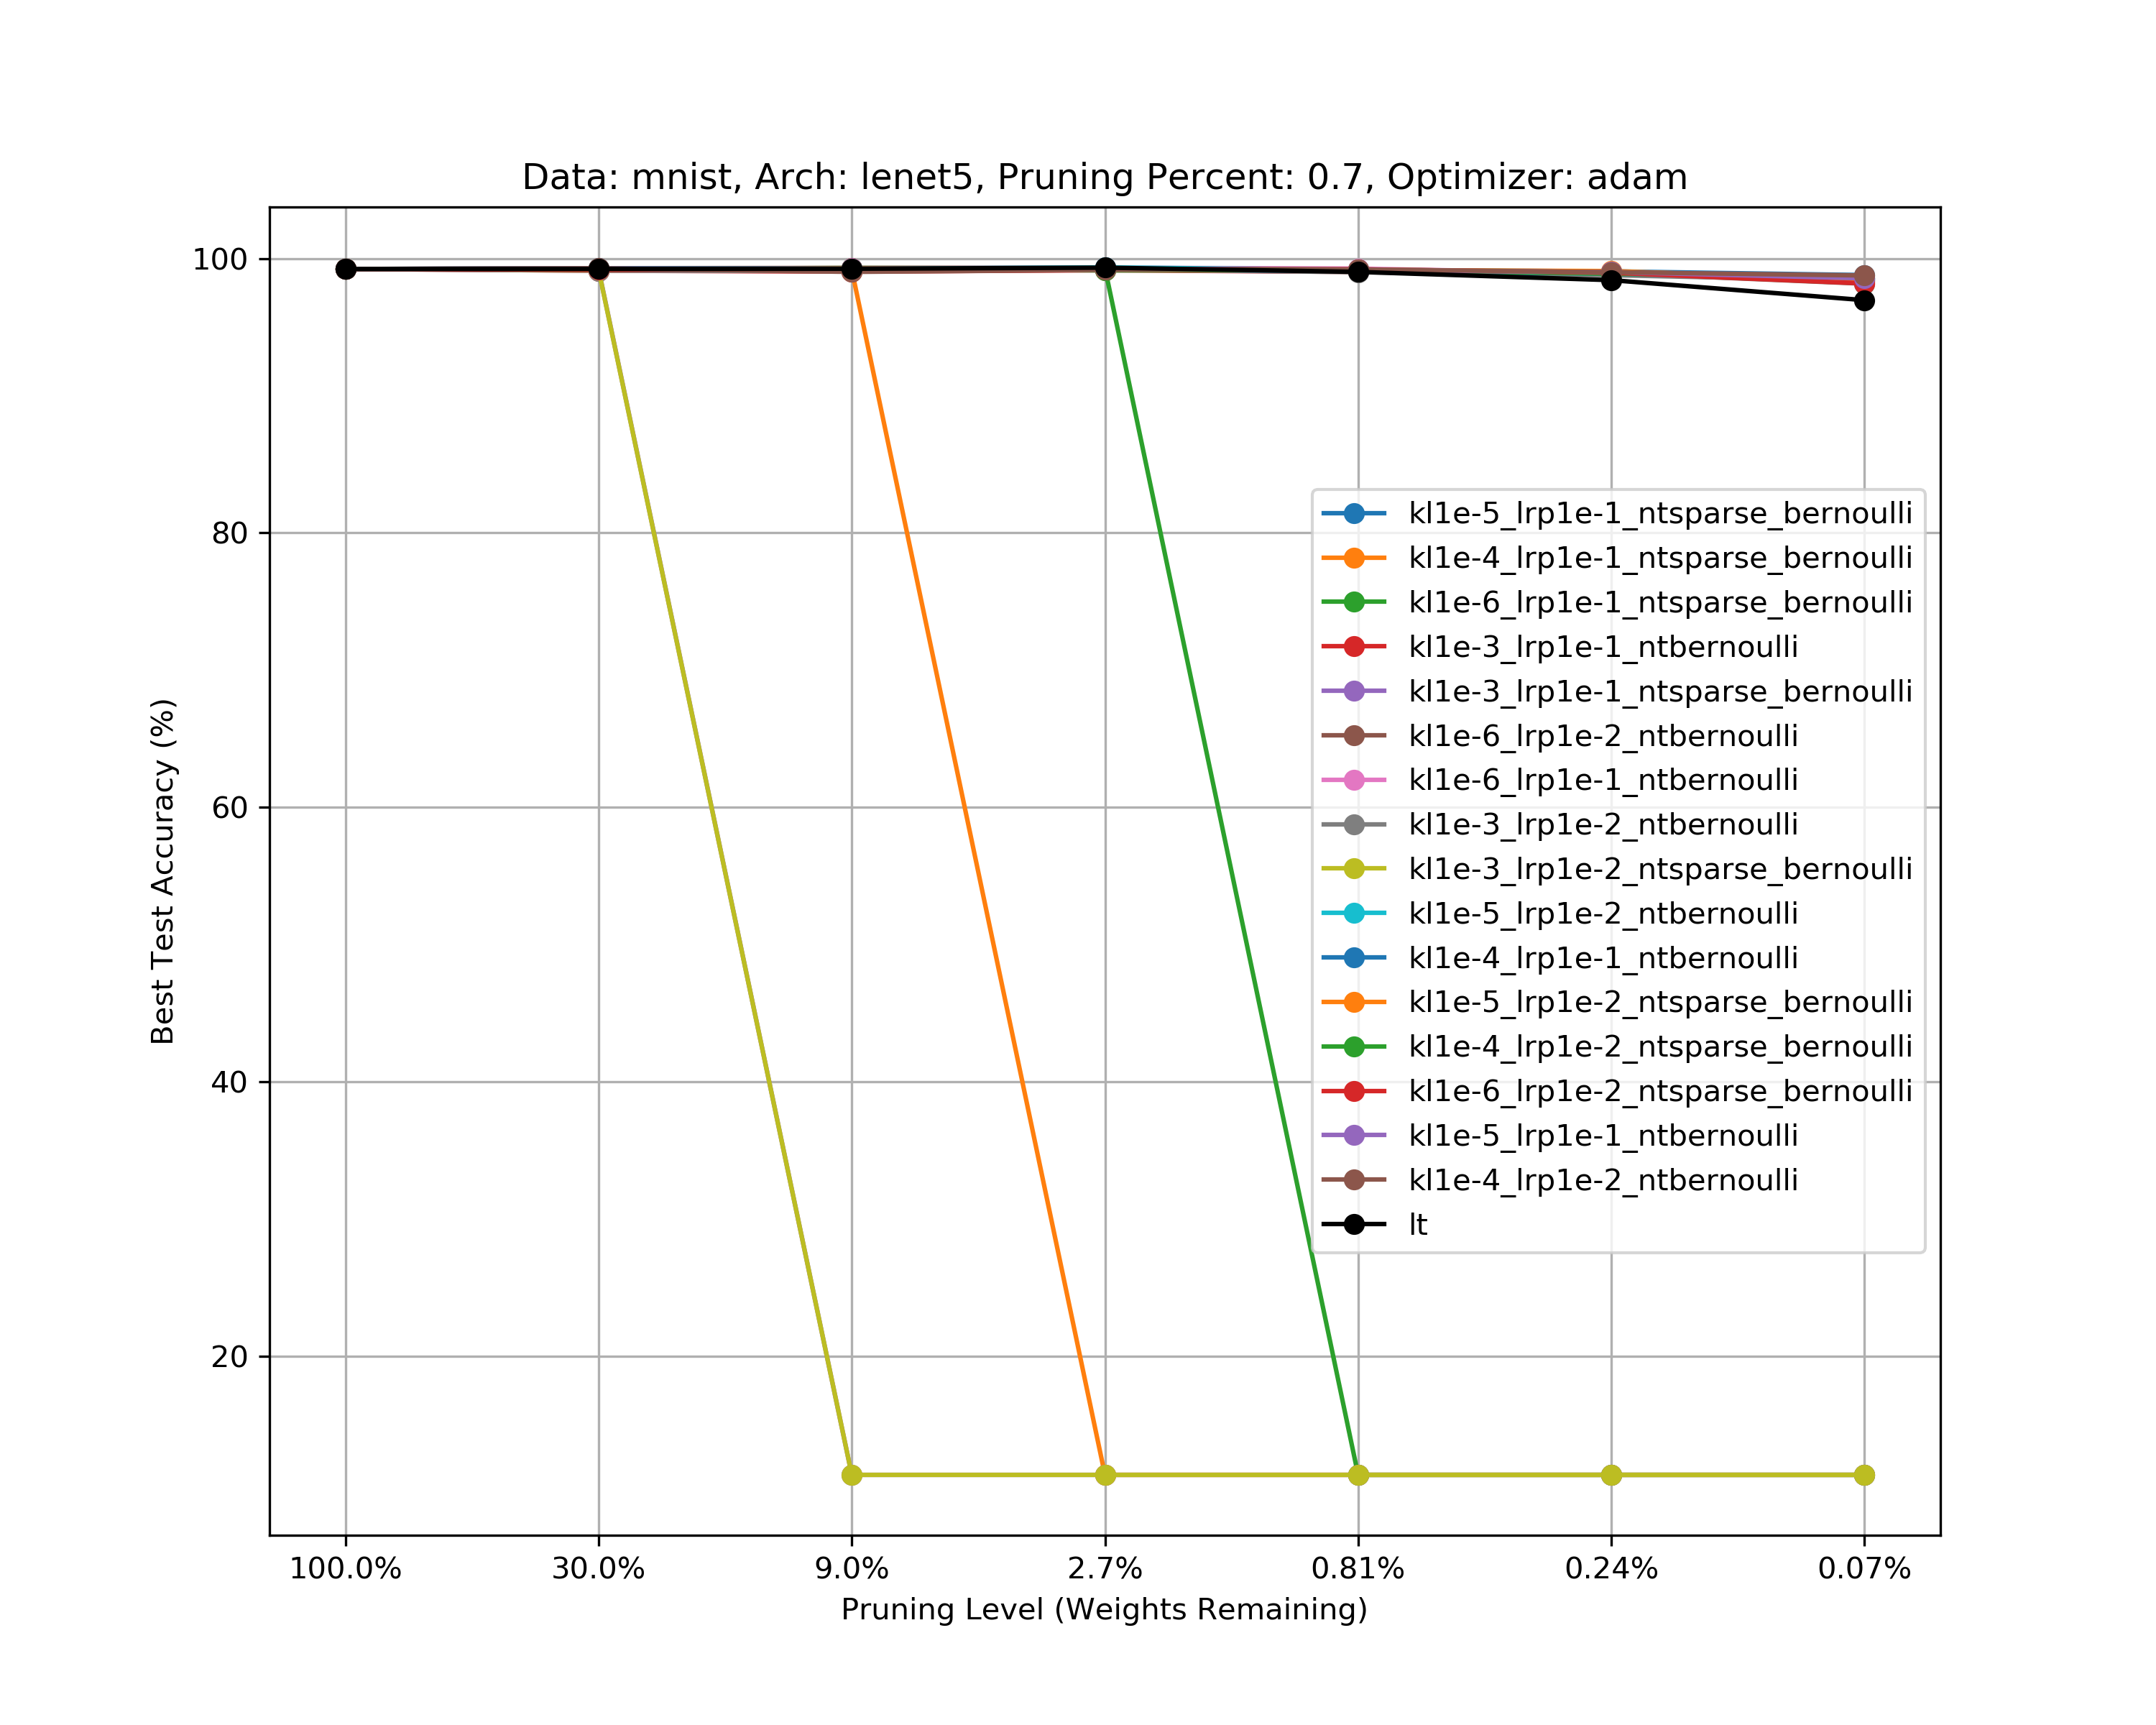 Data: mnist, Arch: lenet5, Pruning Percent: 0.7, Optimizer: adam
100
80
60
40
20
Best Test Accuracy (%)
kl1e-5_lrp1e-1_ntsparse_bernoulli
kl1e-4_lrp1e-1_ntsparse_bernoulli
kl1e-6_lrp1e-1_ntsparse_bernoulli
kl1e-3_lrp1e-1_ntbernoulli
kl1e-3_lrp1e-1_ntsparse_bernoulli
kl1e-6_lrp1e-2_ntbernoulli
kl1e-6_lrp1e-1_ntbernoulli
kl1e-3_lrp1e-2_ntbernoulli
kl1e-3_lrp1e-2_ntsparse_bernoulli
kl1e-5_lrp1e-2_ntbernoulli
kl1e-4_lrp1e-1_ntbernoulli
kl1e-5_lrp1e-2_ntsparse_bernoulli
kl1e-4_lrp1e-2_ntsparse_bernoulli
kl1e-6_lrp1e-2_ntsparse_bernoulli
kl1e-5_lrp1e-1_ntbernoulli
kl1e-4_lrp1e-2_ntbernoulli
lt
100.0% 30.0% 9.0% 2.7% 0.81% 0.24% 0.07%
Pruning Level (Weights Remaining)